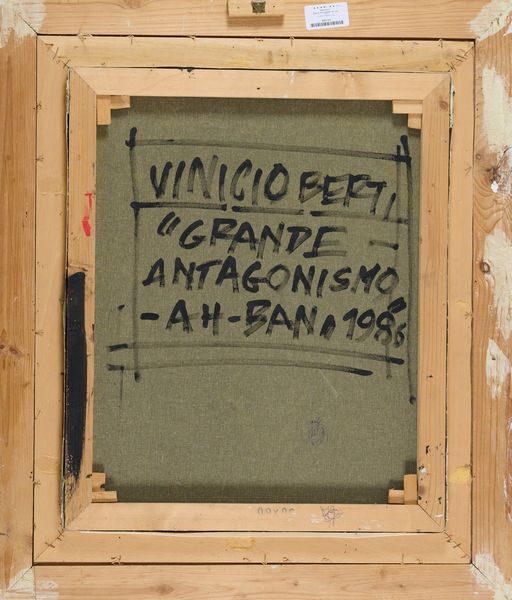 VINICIO BERTI
"GRANDE -
ANTAGONISMO"
- AH - BAN, 1986